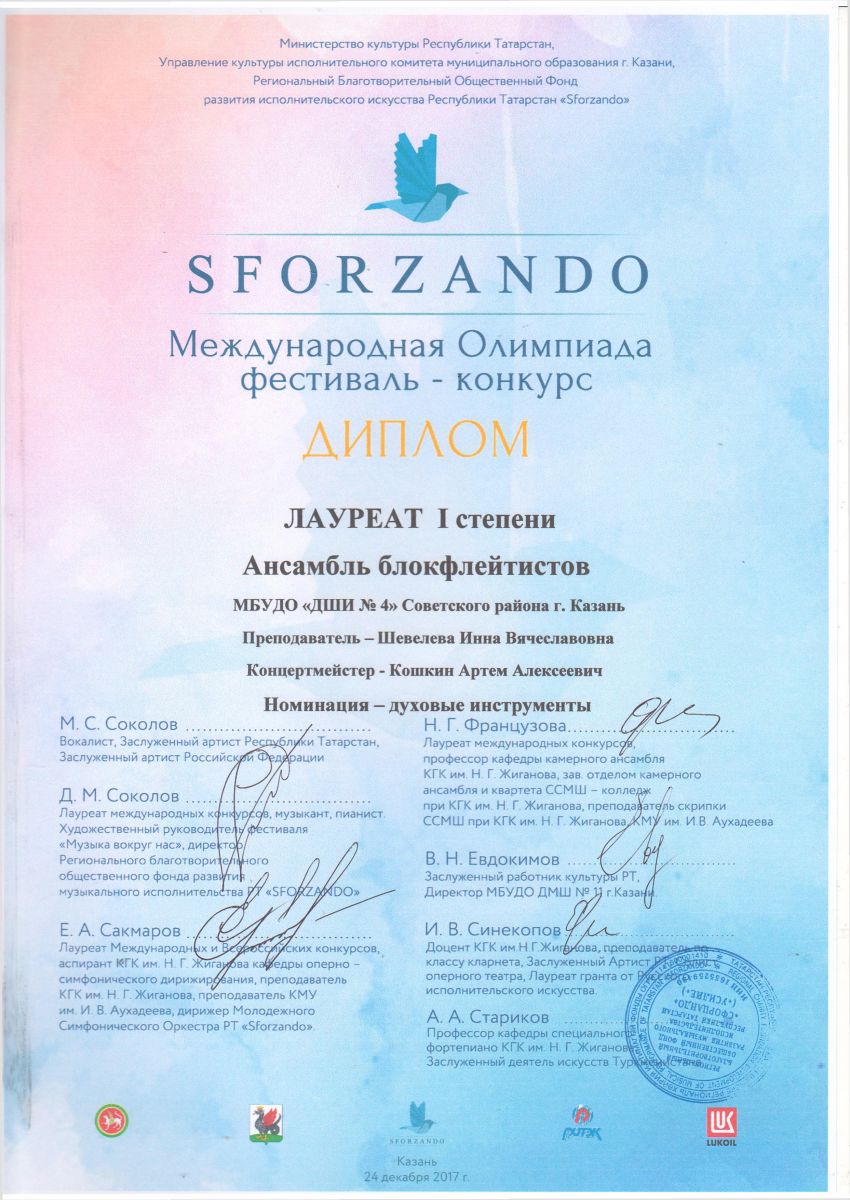 Министерство культуры Республики Татарстан,
Управление культуры исполнительного комитета муниципального образования г. Казани,
Региональный Благотворительный Общественный Фонд
развития исполнительского искусства Республики Татарстан «Sforzando»
SFORZANDO
Международная Олимпиада
фестиваль - конкурс
ДИПЛОМ
ЛАУРЕАТ I степени
Ансамбль блокфлейтистов
МБУДО «ДШИ № 4» Советского района г. Казань
Преподаватель – Шевелева Инна Вячеславовна
Концертмейстер - Кошкин Артем Алексеевич
Номинация – духовые инструменты
М. С. Соколов
Вокалист, Заслуженный артист Республики Татарстан,
Заслуженный артист Российской Федерации
Д. М. Соколов
Лауреат международных конкурсов, музыкант, пианист.
Художественный руководитель фестиваля
«Музыка вокруг нас», директор
Регионального благотворительного
общественного фонда развития
музыкального исполнительства РТ «SFORZANDO»
Е. А. Сакмаров
Лауреат Международных и Всероссийских конкурсов,
аспирант КГК им. Н. Г. Жиганова кафедры оперно –
симфонического дирижирования, преподаватель
КГК им. Н. Г. Жиганова, преподаватель КМУ
им. И. В. Аухадеева, дирижер Молодежного
Симфонического Оркестра РТ «Sforzando».
Н. Г. Французова
Лауреат международных конкурсов,
профессор кафедры камерного ансамбля
КГК им. Н. Г. Жиганова, зав. отделом камерного
ансамбля и квартета ССМШ – колледж
при КГК им. Н. Г. Жиганова, преподаватель скрипки
ССМШ при КГК им. Н. Г. Жиганова, КМУ им. И.В. Аухадеева
В. Н. Евдокимов
Заслуженный работник культуры РТ,
Директор МБУДО ДМШ № 11 г.Казани.
И. В. Синекопов
Доцент КГК им Н Г Жиганова, преподаватель по
классу кларнета, Заслуженный Артист РТ,
оперного театра, Лауреат гранта от
исполнительского искусства.
А. А. Стариков
Профессор кафедры специального
фортепиано КГК им. Н. Г. Жиганова
Заслуженный деятель искусств
SFORZANDO
Казань
24 декабря 2017 г.
РИТЭК
LUK
LUKOIL